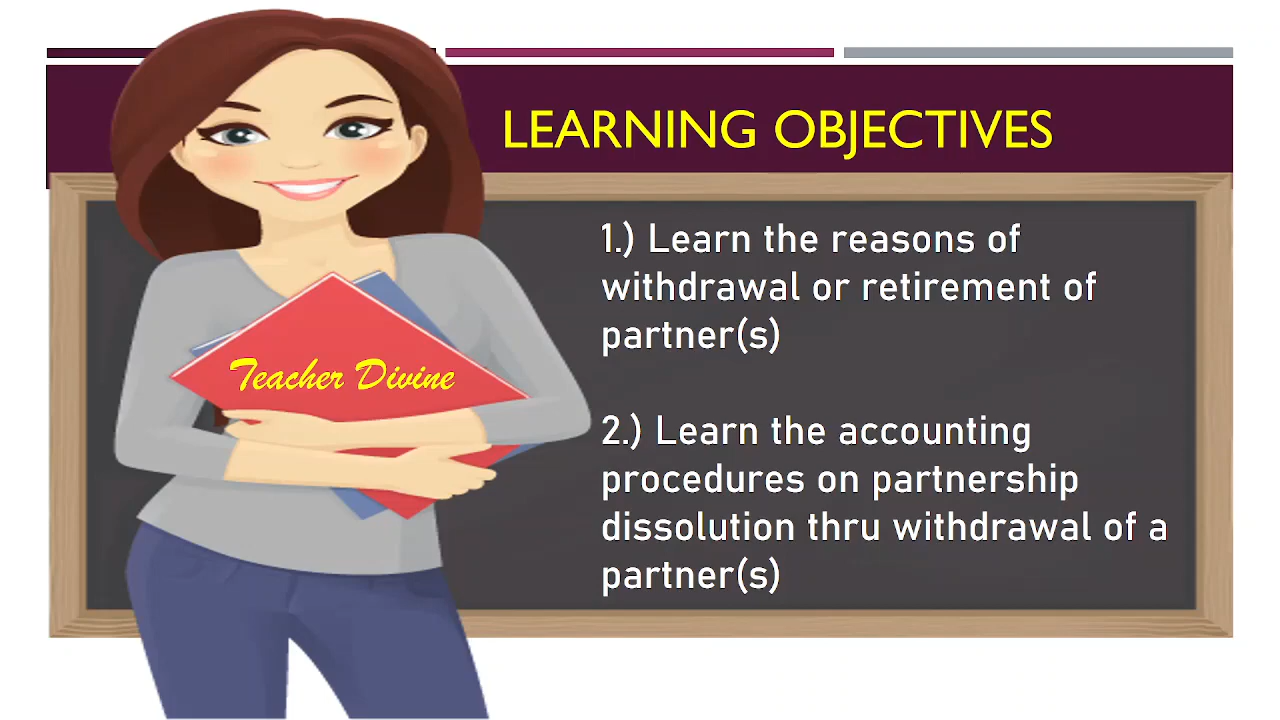 LEARNING OBJECTIVES
1.) Learn the reasons of
withdrawal or retirement of
partner(s)
Teacher Divine
2.) Learn the accounting
procedures on partnership
dissolution thru withdrawal of a
partner(s)